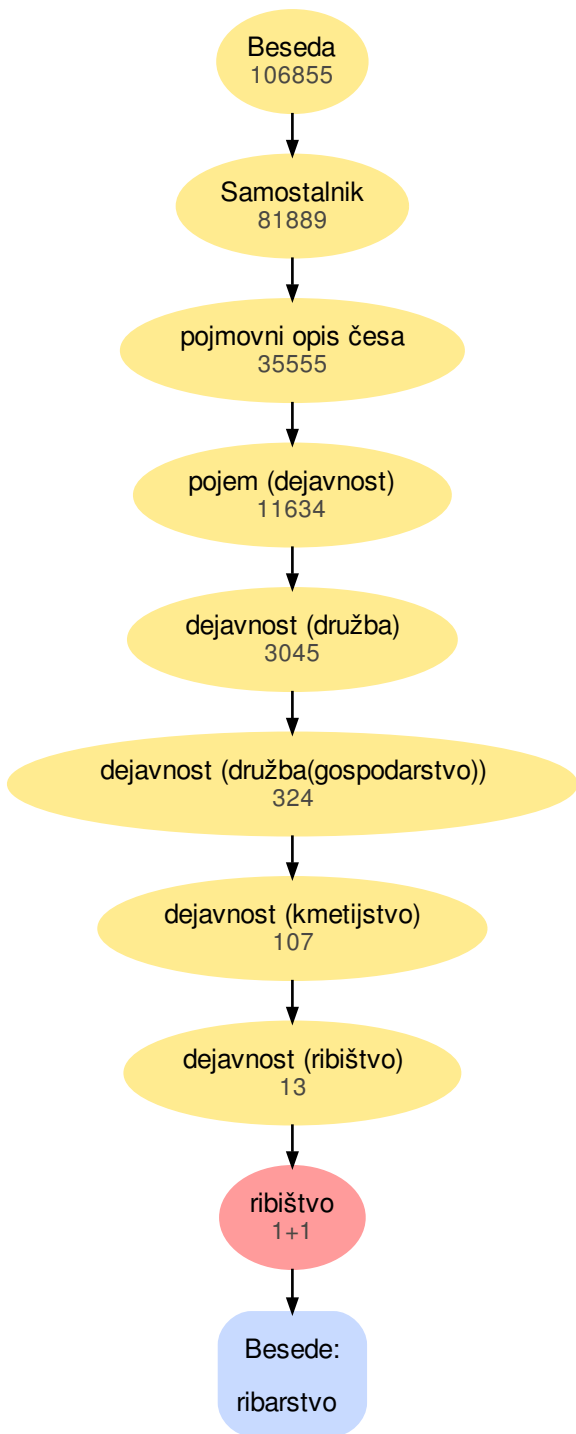 Beseda
106855
Samostalnik
81889
pojmovni opis česa
35555
pojem (dejavnost)
11634
dejavnost (družba)
3045
dejavnost (družba(gospodarstvo))
324
dejavnost (kmetijstvo)
107
dejavnost (ribištvo)
13
ribištvo
1+1
Besede:
ribarstvo